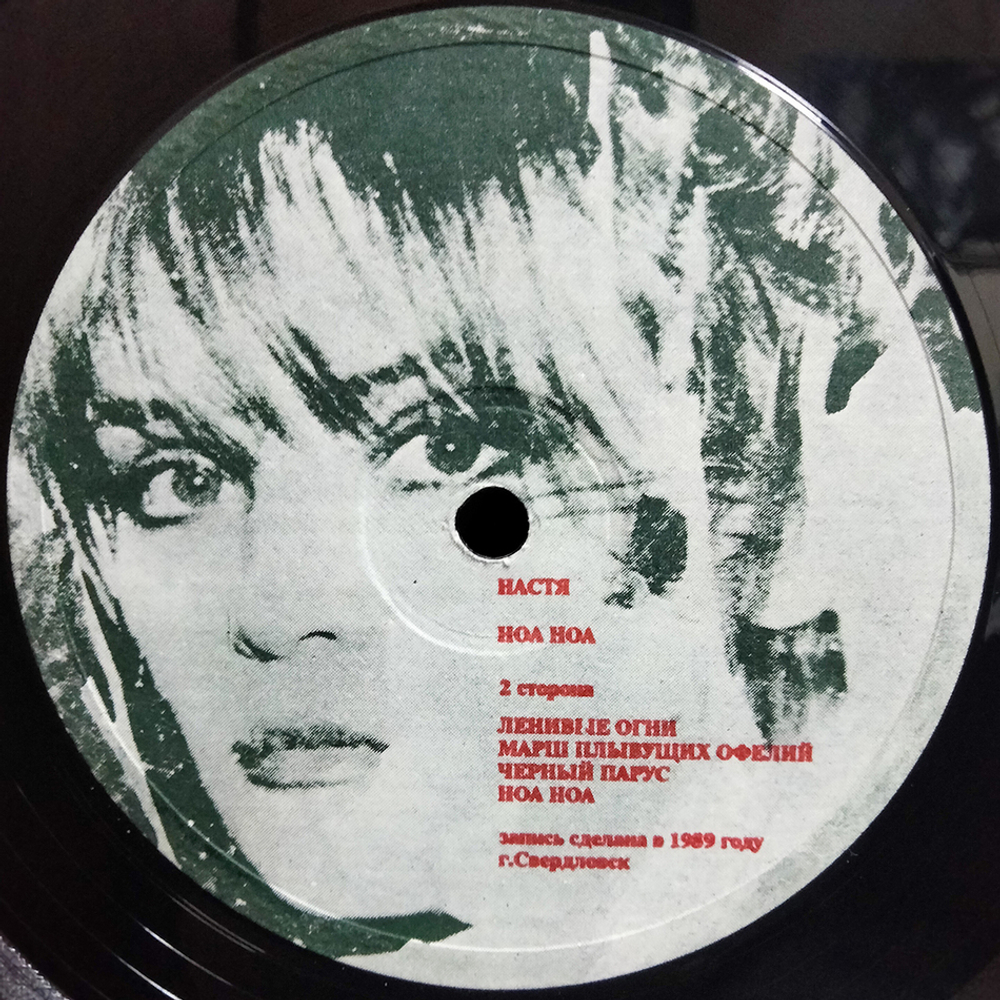 НАСТЯ
НОА НОА
2 сторона
ЛЕНИВЫЕ ОГНИ
МАРШ ПЛЫВУЩИХ ОФЕЛИЙ
ЧЕРНЫЙ ПАРУС
НОА НОА
запись сделана в 1989 году
г.Свердловск